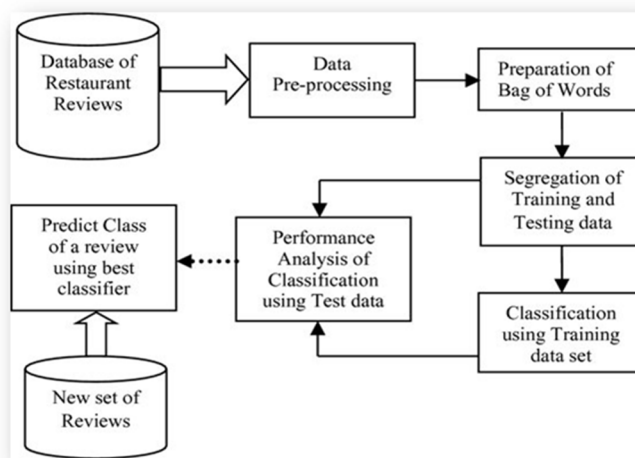 Database of
Restaurant
Reviews
Data
Pre-processing
Preparation of
Bag of Words
Segregation of
Training and
Testing data
Predict Class
of a review
using best
classifier
Performance
Analysis of
Classification
using Test data
Classification
using Training
data set
New set of
Reviews